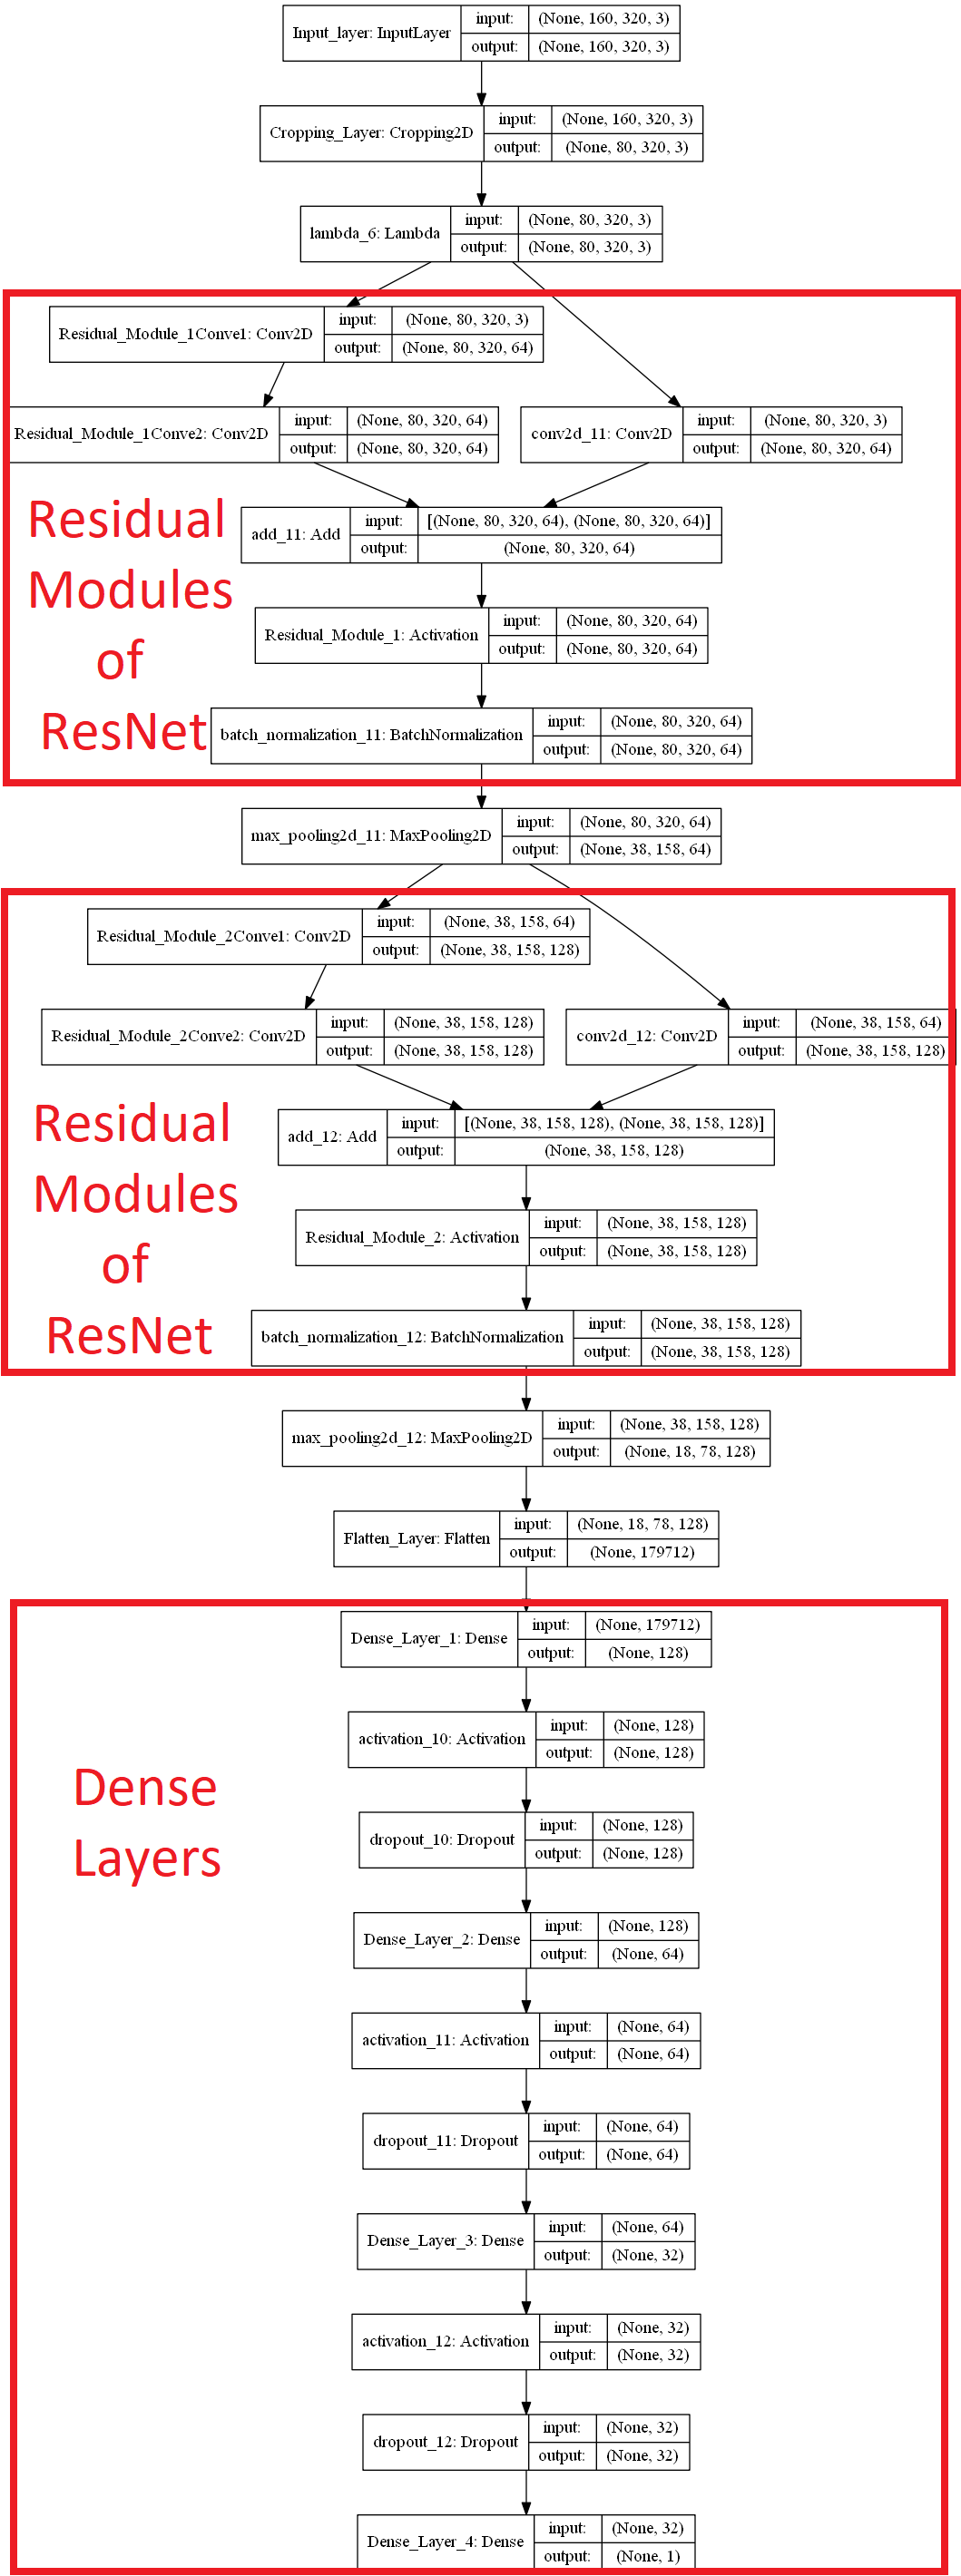 Input_layer: InputLayer input: (None, 160, 320, 3)
output: (None, 160, 320, 3)
Cropping_Layer: Cropping2D input: (None, 160, 320, 3)
output: (None, 80, 320, 3)
lambda_6: Lambda input: (None, 80, 320, 3)
output: (None, 80, 320, 3)
Residual_Module_1Conve1: Conv2D input: (None, 80, 320, 3)
output: (None, 80, 320, 64)
Residual_Module_1Conve2: Conv2D input: (None, 80, 320, 64)
output: (None, 80, 320, 64)
conv2d_11: Conv2D input: (None, 80, 320, 3)
output: (None, 80, 320, 64)
add_11: Add input: [(None, 80, 320, 64), (None, 80, 320, 64)]
output: (None, 80, 320, 64)
Residual_Module_1: Activation input: (None, 80, 320, 64)
output: (None, 80, 320, 64)
batch_normalization_11: BatchNormalization input: (None, 80, 320, 64)
output: (None, 80, 320, 64)
Residual
Modules
of
ResNet
max_pooling2d_11: MaxPooling2D input: (None, 80, 320, 64)
output: (None, 38, 158, 64)
Residual_Module_2Conve1: Conv2D input: (None, 38, 158, 64)
output: (None, 38, 158, 128)
Residual_Module_2Conve2: Conv2D input: (None, 38, 158, 128)
output: (None, 38, 158, 128)
conv2d_12: Conv2D input: (None, 38, 158, 64)
output: (None, 38, 158, 128)
add_12: Add input: [(None, 38, 158, 128), (None, 38, 158, 128)]
output: (None, 38, 158, 128)
Residual_Module_2: Activation input: (None, 38, 158, 128)
output: (None, 38, 158, 128)
batch_normalization_12: BatchNormalization input: (None, 38, 158, 128)
output: (None, 38, 158, 128)
Residual
Modules
of
ResNet
max_pooling2d_12: MaxPooling2D input: (None, 38, 158, 128)
output: (None, 18, 78, 128)
Flatten_Layer: Flatten input: (None, 18, 78, 128)
output: (None, 179712)
Dense_Layer_1: Dense input: (None, 179712)
output: (None, 128)
activation_10: Activation input: (None, 128)
output: (None, 128)
Dense
Layers
dropout_10: Dropout input: (None, 128)
output: (None, 128)
Dense_Layer_2: Dense input: (None, 128)
output: (None, 64)
activation_11: Activation input: (None, 64)
output: (None, 64)
dropout_11: Dropout input: (None, 64)
output: (None, 64)
Dense_Layer_3: Dense input: (None, 64)
output: (None, 32)
activation_12: Activation input: (None, 32)
output: (None, 32)
dropout_12: Dropout input: (None, 32)
output: (None, 32)
Dense_Layer_4: Dense input: (None, 32)
output: (None, 1)